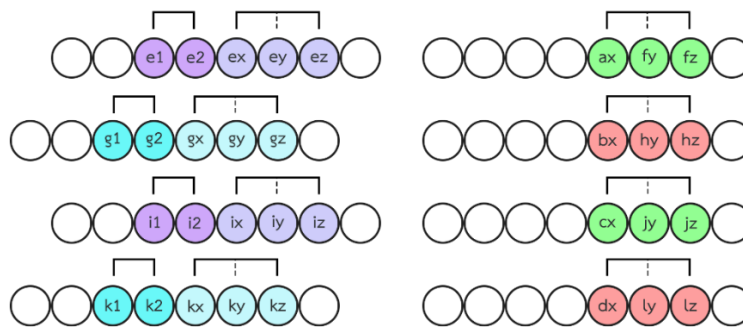 e1 e2 ex ey ez
ax fy fz
g1 g2 gx gy gz
bx hy hz
i1 i2 ix iy iz
cx jy jz
k1 k2 kx ky kz
dx ly lz